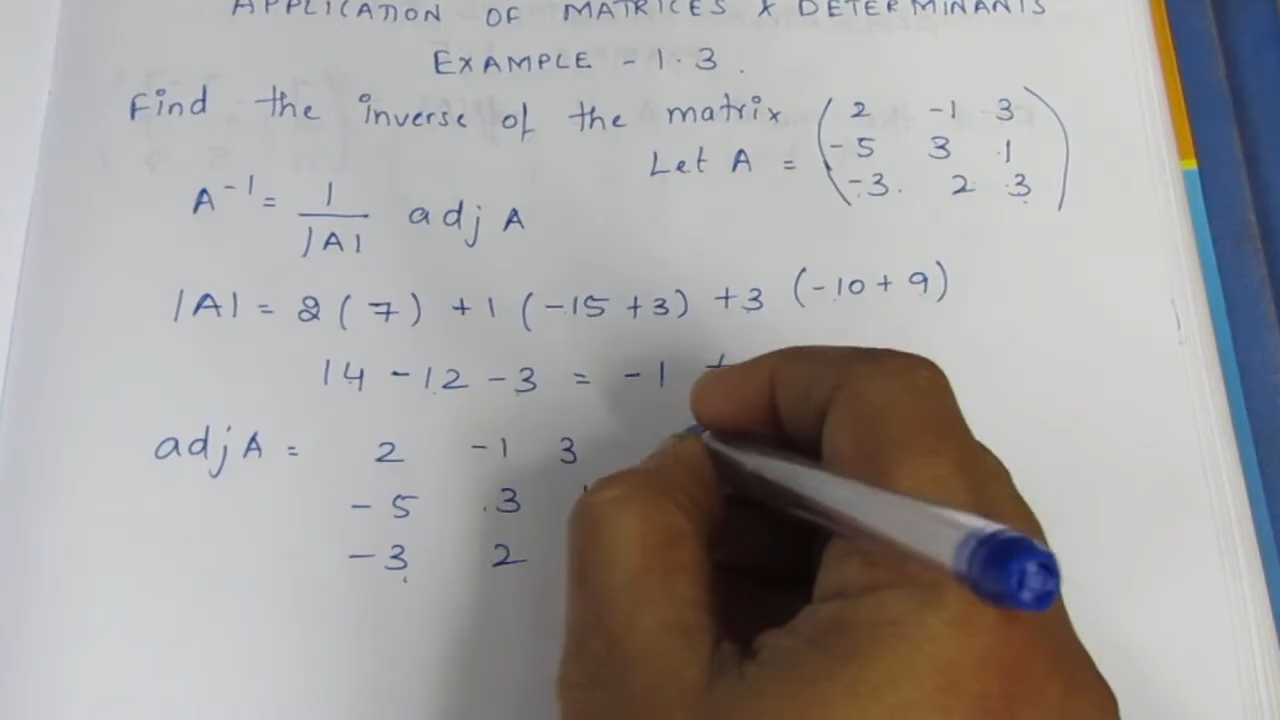 APPLICATION OF MATRICES & DETERMINANTS
EXAMPLE - 1.3.
Find the inverse of the matrix
Let A = ( 2 -1 3
-5 3 1
-3 2 3 )
A⁻¹ = 1/|A| adj A
|A| = 2(7) +1(-15+3) +3(-10+9)
14 -12 -3 = -1
adj A = 2 -1 3
-5 3
-3 2